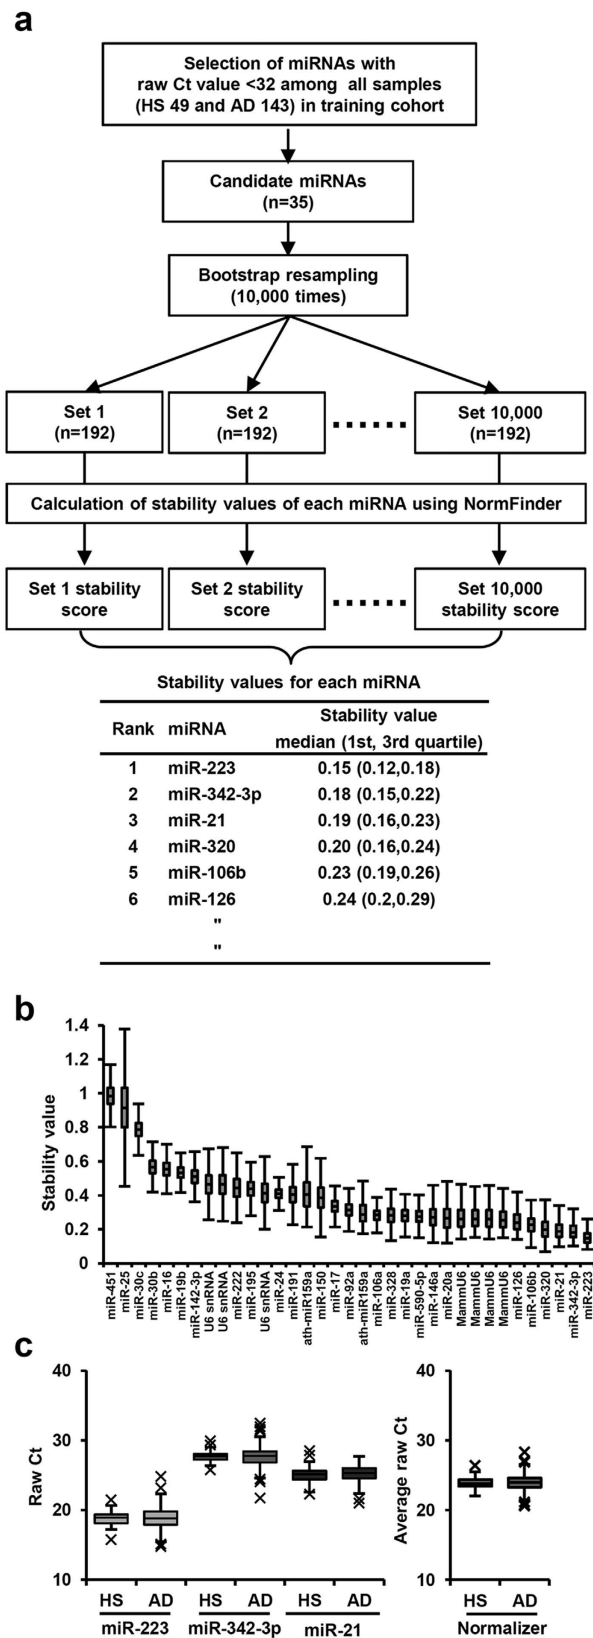 a
Selection of miRNAs with
raw Ct value <32 among all samples
(HS 49 and AD 143) in training cohort
Candidate miRNAs
(n=35)
Bootstrap resampling
(10,000 times)
Set 1
(n=192)
Set 2
(n=192)
Set 10,000
(n=192)
Calculation of stability values of each miRNA using NormFinder
Set 1 stability
score
Set 2 stability
score
Set 10,000
stability score
Stability values for each miRNA
Rank miRNA Stability value
median (1st, 3rd quartile)
1 miR-223 0.15 (0.12,0.18)
2 miR-342-3p 0.18 (0.15,0.22)
3 miR-21 0.19 (0.16,0.23)
4 miR-320 0.20 (0.16,0.24)
5 miR-106b 0.23 (0.19,0.26)
6 miR-126 0.24 (0.2,0.29)
"
"
b
Stability value
1.4
1.2
1
0.8
0.6
0.4
0.2
0
miR-451
miR-25
miR-30c
miR-30b
miR-16
miR-19b
miR-142-3p
U6 snRNA
U6 snRNA
miR-222
miR-195
U6 snRNA
miR-24
miR-191
ath-miR159a
miR-150
miR-17
miR-92a
ath-miR159a
miR-106a
miR-328
miR-19a
miR-590-5p
miR-146a
miR-20a
MammU6
MammU6
MammU6
MammU6
miR-126
miR-106b
miR-320
miR-21
miR-342-3p
miR-223
c
Raw Ct
40
30
20
10
HS AD HS AD HS AD
miR-223 miR-342-3p miR-21
Average raw Ct
40
30
20
10
HS AD
Normalizer